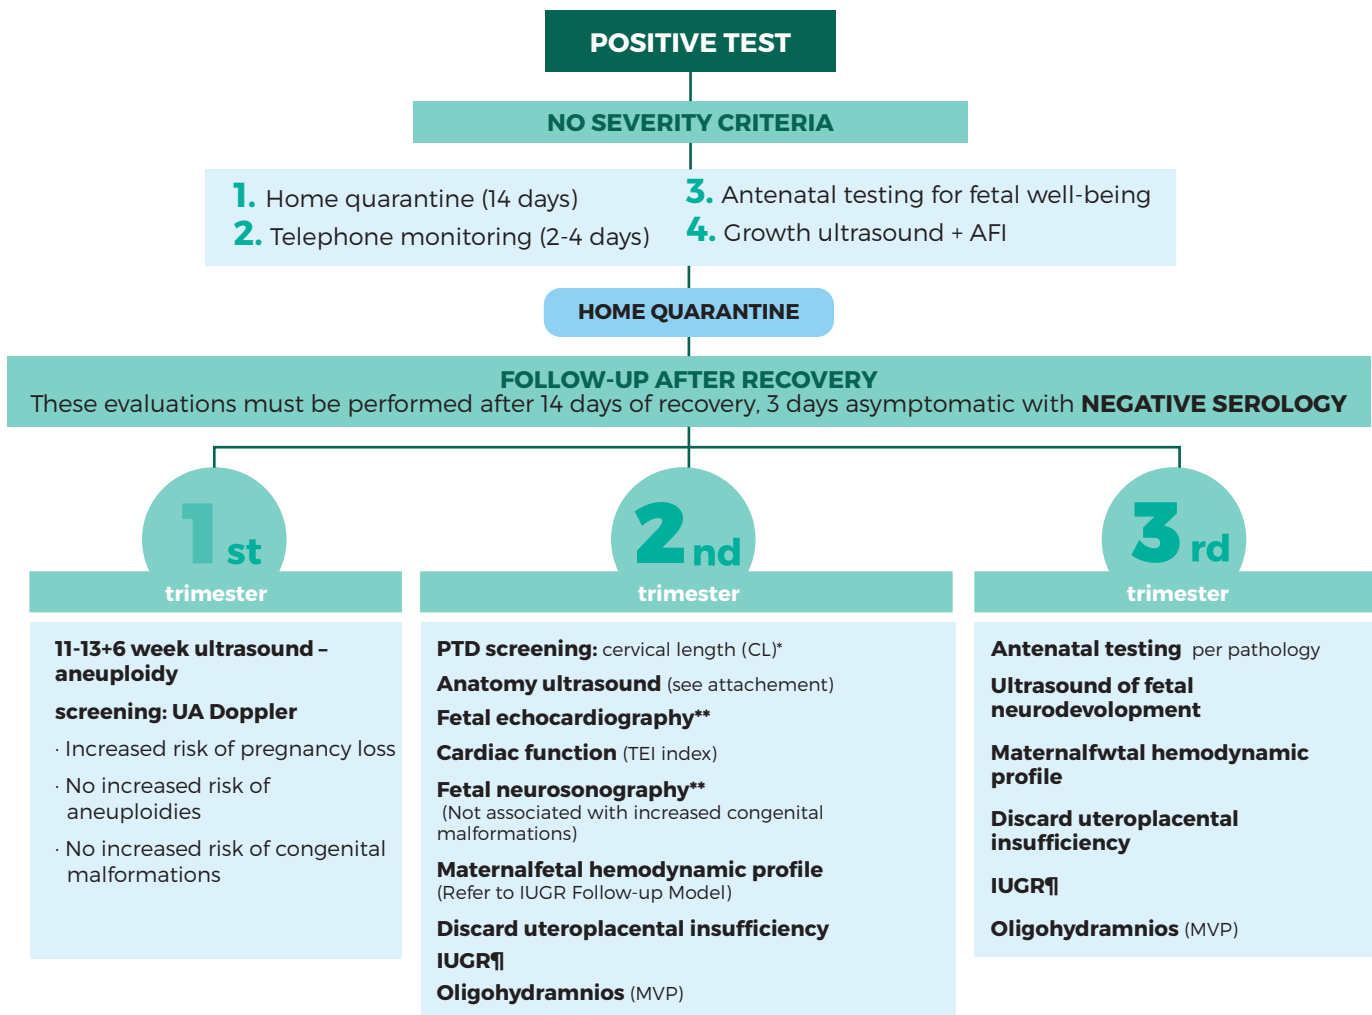 POSITIVE TEST
NO SEVERITY CRITERIA
1. Home quarantine (14 days)
2. Telephone monitoring (2-4 days)
3. Antenatal testing for fetal well-being
4. Growth ultrasound + AFI
HOME QUARANTINE
FOLLOW-UP AFTER RECOVERY
These evaluations must be performed after 14 days of recovery, 3 days asymptomatic with NEGATIVE SEROLOGY
1 st
trimester
11-13+6 week ultrasound –
aneuploidy
screening: UA Doppler
· Increased risk of pregnancy loss
· No increased risk of
aneuploidies
· No increased risk of congenital
malformations
2 nd
trimester
PTD screening: cervical length (CL)*
Anatomy ultrasound (see attachement)
Fetal echocardiography**
Cardiac function (TEI index)
Fetal neurosonography**
(Not associated with increased congenital
malformations)
Maternalfetal hemodynamic profile
(Refer to IUGR Follow-up Model)
Discard uteroplacental insufficiency
IUGR¶
Oligohydramnios (MVP)
3 rd
trimester
Antenatal testing per pathology
Ultrasound of fetal
neurodevolopment
Maternalfwtal hemodynamic
profile
Discard uteroplacental
insufficiency
IUGR¶
Oligohydramnios (MVP)